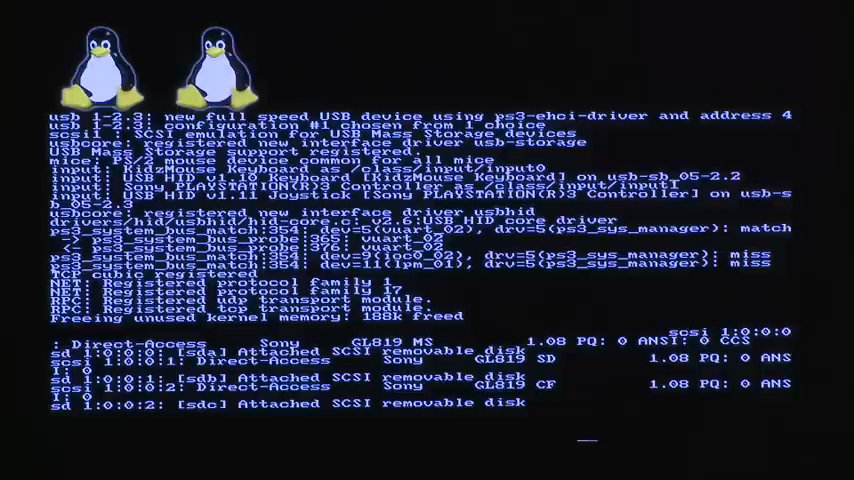 usb 1-2.3: new full speed USB device using ps3-ehci-driver and address 4
usb 1-2.3: configuration #1 chosen from 1 choice
scsi1 : SCSI emulation for USB Mass Storage devices
usbcore: registered new interface driver usb-storage
USB Mass Storage support registered.
mice: PS/2 mouse device common for all mice
input: KidzMouse Keyboard as /class/input/input0
input: USB HID v1.10 Keyboard [KidzMouse Keyboard] on usb-sb_05-2.2
input: Sony PLAYSTATION(R)3 Controller as /class/input/input1
input: USB HID v1.11 Joystick [Sony PLAYSTATION(R)3 Controller] on usb-s
b_05-2.3
usbcore: registered new interface driver usbhid
drivers/hid/usbhid/hid-core.c: v2.6:USB HID core driver
ps3_system_bus_match:354: dev=5(vuart_02), drv=5(ps3_sys_manager): match
-> ps3_system_bus_probe:365: vuart_02
<- ps3_system_bus_probe:376: vuart_02
ps3_system_bus_match:354: dev=9(ioc0_02), drv=5(ps3_sys_manager): miss
ps3_system_bus_match:354: dev=11(lpm_01), drv=5(ps3_sys_manager): miss
TCP cubic registered
NET: Registered protocol family 1
NET: Registered protocol family 17
RPC: Registered udp transport module.
RPC: Registered tcp transport module.
Freeing unused kernel memory: 188k freed
scsi 1:0:0:0
: Direct-Access Sony GL819 MS 1.08 PQ: 0 ANSI: 0 CCS
sd 1:0:0:0: [sda] Attached SCSI removable disk
scsi 1:0:0:1: Direct-Access Sony GL819 SD 1.08 PQ: 0 ANS
I: 0
sd 1:0:0:1: [sdb] Attached SCSI removable disk
scsi 1:0:0:2: Direct-Access Sony GL819 CF 1.08 PQ: 0 ANS
I: 0
sd 1:0:0:2: [sdc] Attached SCSI removable disk